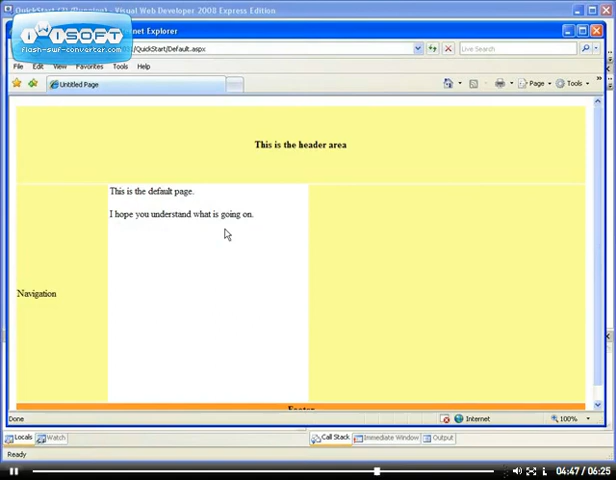 QuickStart (2) (Running) - Visual Web Developer 2008 Express Edition
iWiSOFT
flash-swf-converter.com
net Explorer
/QuickStart/Default.aspx
Live Search
File Edit View Favorites Tools Help
Untitled Page
Page Tools
This is the header area
This is the default page.
I hope you understand what is going on.
Navigation
Footer
Done
Internet
100%
Locals Watch
Call Stack Immediate Window Output
Ready
04:47 / 06:25